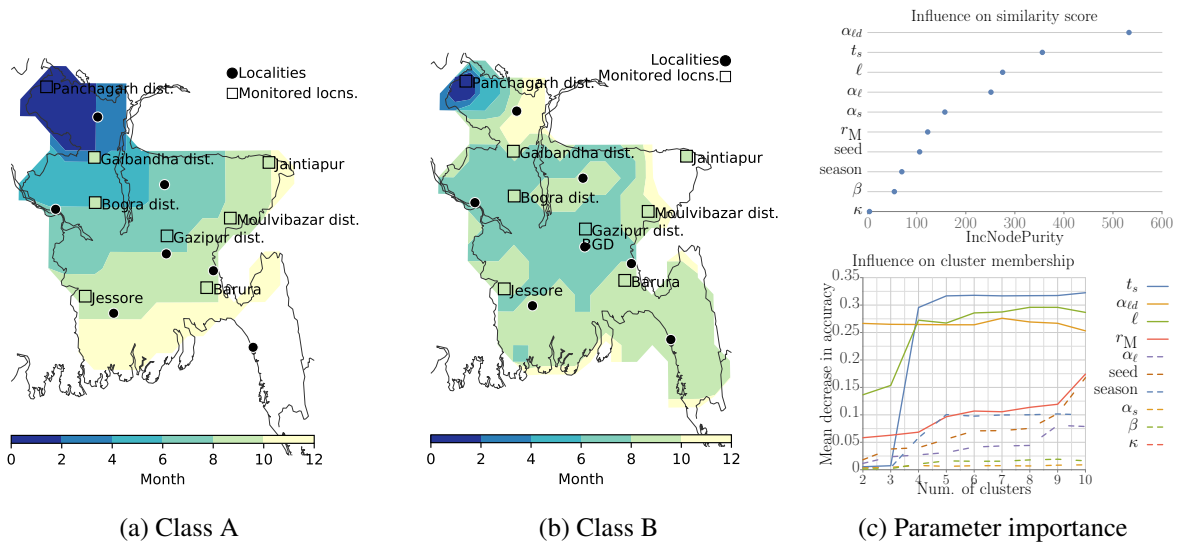 Localities
Monitored locns.
Panchagarh dist.
Gaibandha dist.
Jaintiapur
Bogra dist.
Moulvibazar dist.
Gazipur dist.
Jessore
Barura
0 2 4 6 8 10 12
Month
(a) Class A
Localities
Monitored locns.
Panchagarh dist.
Gaibandha dist.
Jaintiapur
Bogra dist.
Moulvibazar dist.
Gazipur dist.
BGD
Barura
Jessore
0 2 4 6 8 10 12
Month
(b) Class B
Influence on similarity score
αℓd
ts
ℓ
αℓ
αs
rM
seed
season
β
κ
0 100 200 300 400 500 600
IncNodePurity
Influence on cluster membership
Mean decrease in accuracy
0.35
0.3
0.25
0.2
0.15
0.1
0.05
0
2 3 4 5 6 7 8 9 10
Num. of clusters
ts
αℓd
ℓ
rM
αℓ
seed
season
αs
β
κ
(c) Parameter importance